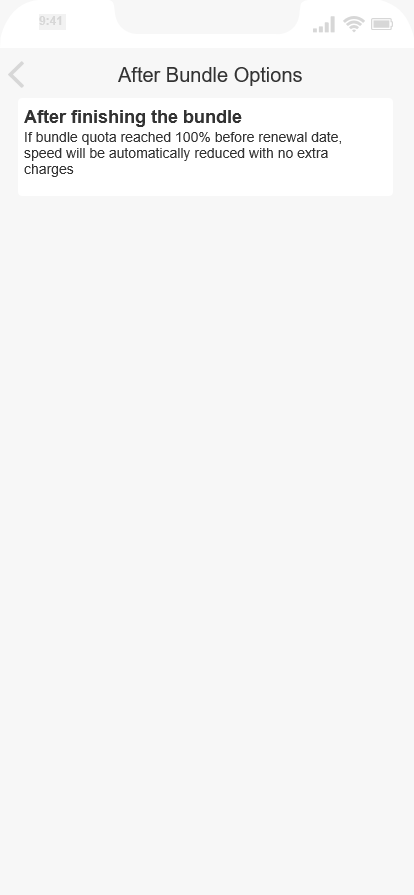 9:41
After Bundle Options
After finishing the bundle
If bundle quota reached 100% before renewal date,
speed will be automatically reduced with no extra
charges